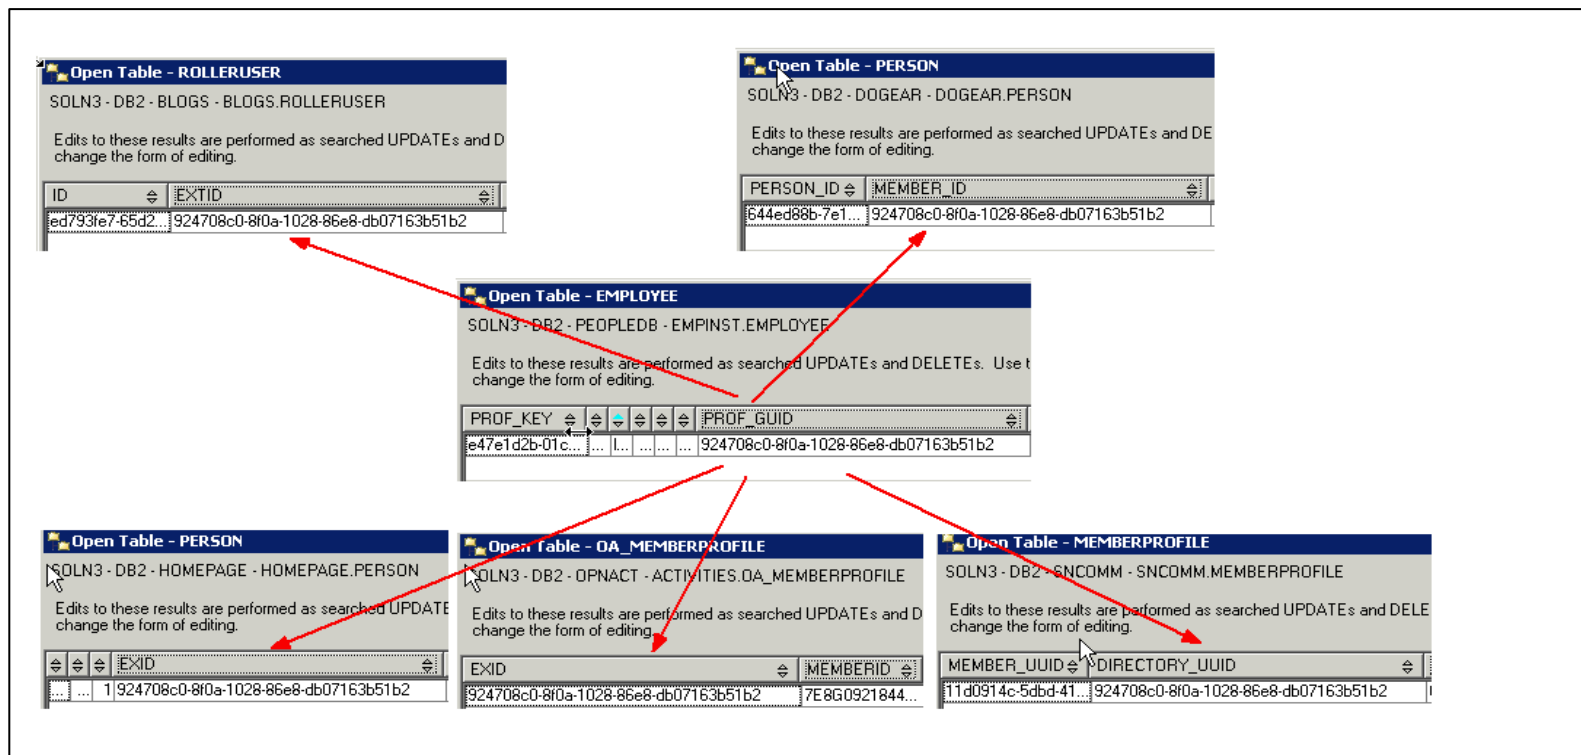 Open Table - ROLLERUSER
SOLN3 - DB2 - BLOGS - BLOGS.ROLLERUSER
Edits to these results are performed as searched UPDATEs and D
change the form of editing.
ID EXTID
ed793fe7-65d2... 924708c0-8f0a-1028-86e8-db07163b51b2
Open Table - PERSON
SOLN3 - DB2 - DOGEAR - DOGEAR.PERSON
Edits to these results are performed as searched UPDATEs and DE
change the form of editing.
PERSON_ID MEMBER_ID
644ed88b-7e1... 924708c0-8f0a-1028-86e8-db07163b51b2
Open Table - EMPLOYEE
SOLN3 - DB2 - PEOPLEDB - EMPINST.EMPLOYEE
Edits to these results are performed as searched UPDATEs and DELETEs. Use t
change the form of editing.
PROF_KEY PROF_GUID
e47e1d2b-01c... ... I... ... ... ... 924708c0-8f0a-1028-86e8-db07163b51b2
Open Table - PERSON
SOLN3 - DB2 - HOMEPAGE - HOMEPAGE.PERSON
Edits to these results are performed as searched UPDATE
change the form of editing.
EXID
... ... 1 924708c0-8f0a-1028-86e8-db07163b51b2
Open Table - OA_MEMBERPROFILE
SOLN3 - DB2 - OPNACT - ACTIVITIES.OA_MEMBERPROFILE
Edits to these results are performed as searched UPDATEs and D
change the form of editing.
EXID MEMBERID
924708c0-8f0a-1028-86e8-db07163b51b2 7E8G0921844...
Open Table - MEMBERPROFILE
SOLN3 - DB2 - SNCOMM - SNCOMM.MEMBERPROFILE
Edits to these results are performed as searched UPDATEs and DELE
change the form of editing.
MEMBER_UUID DIRECTORY_UUID
11d0914c-5dbd-41... 924708c0-8f0a-1028-86e8-db07163b51b2